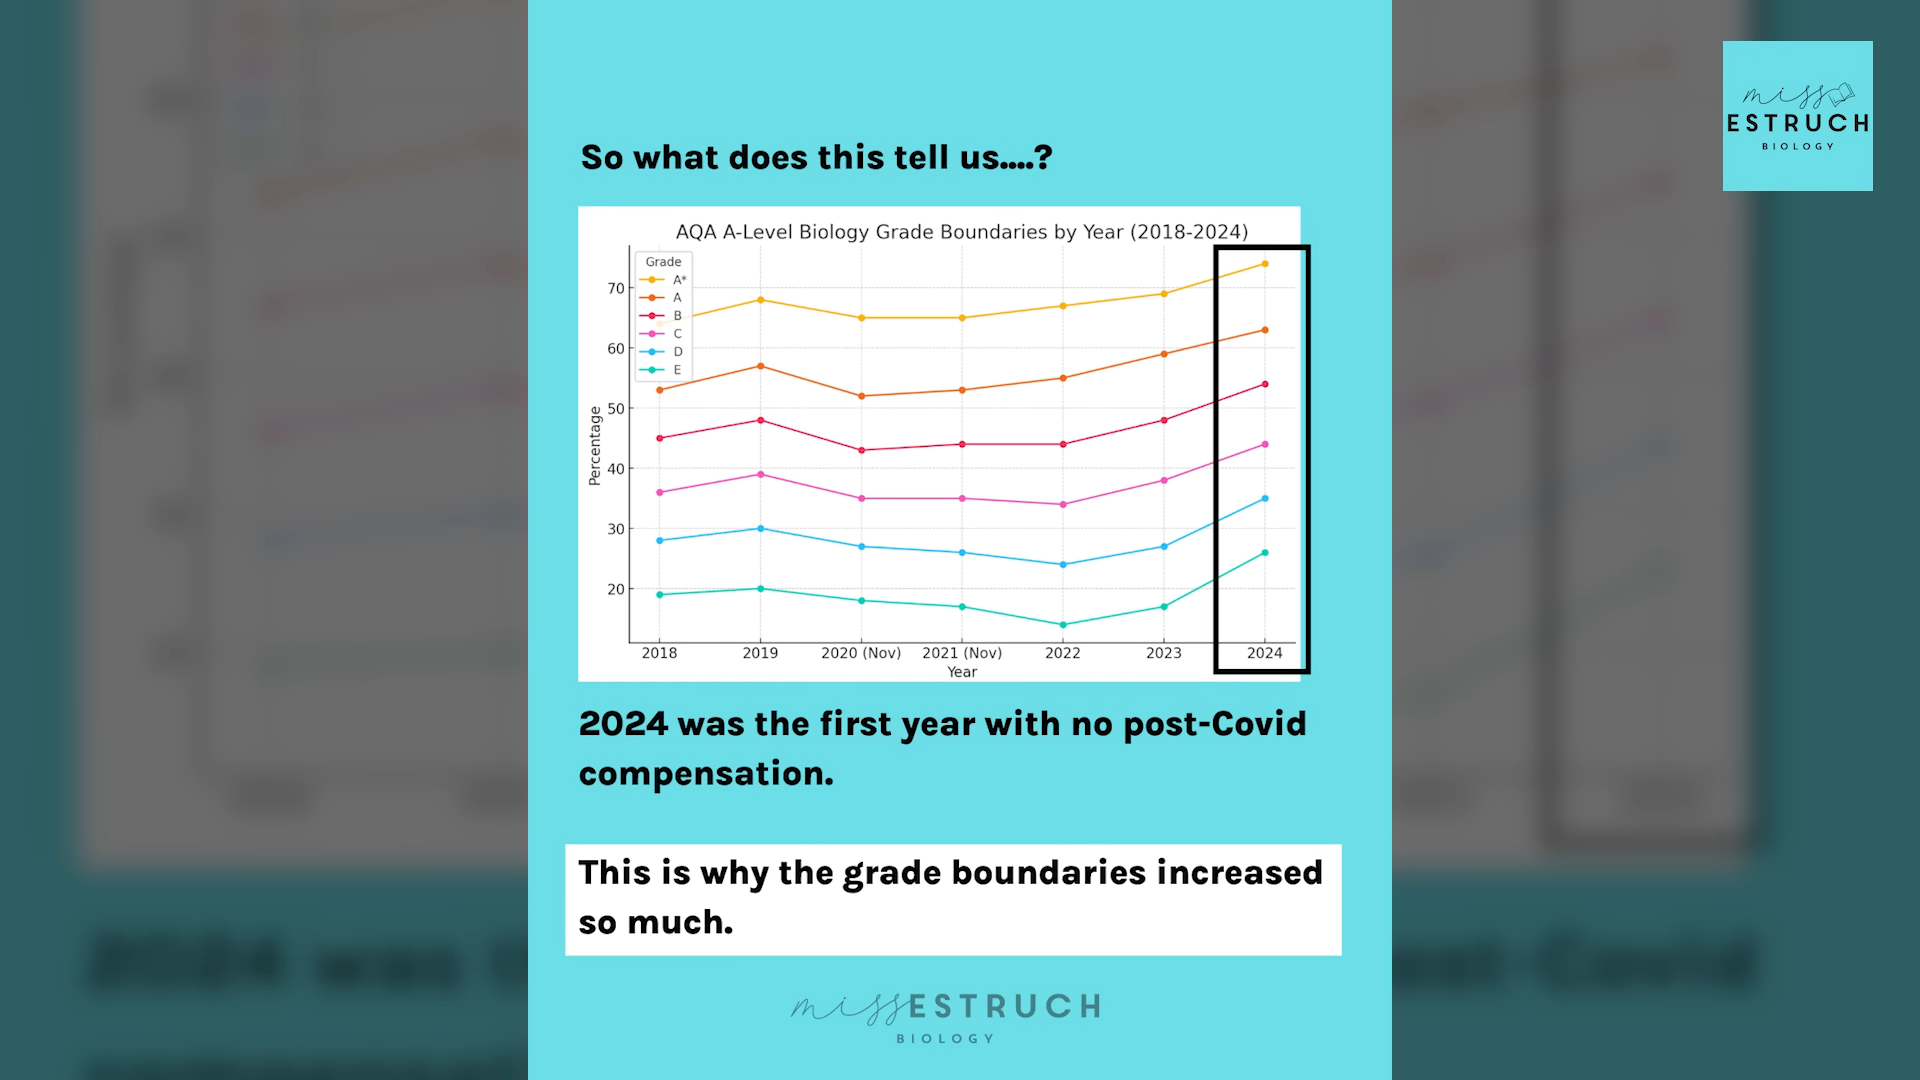 So what does this tell us....?
AQA A-Level Biology Grade Boundaries by Year (2018-2024)
Grade
A*
A
B
C
D
E
70
60
50
40
30
20
Percentage
2018 2019 2020 (Nov) 2021 (Nov) 2022 2023 2024
Year
2024 was the first year with no post-Covid
compensation.
This is why the grade boundaries increased
so much.
miss ESTRUCH
BIOLOGY
miss
ESTRUCH
BIOLOGY